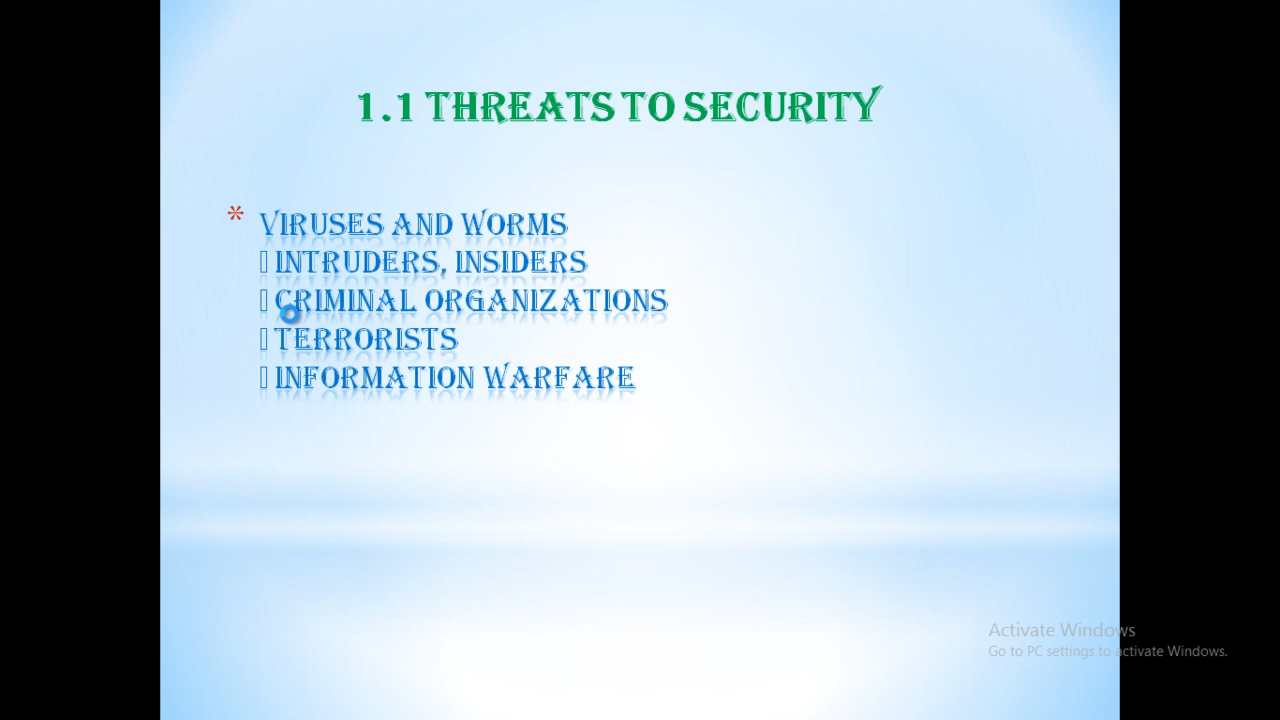 1.1 THREATS TO SECURITY
* VIRUSES AND WORMS
▯ INTRUDERS, INSIDERS
▯ CRIMINAL ORGANIZATIONS
▯ TERRORISTS
▯ INFORMATION WARFARE
Activate Windows
Go to PC settings to activate Windows.